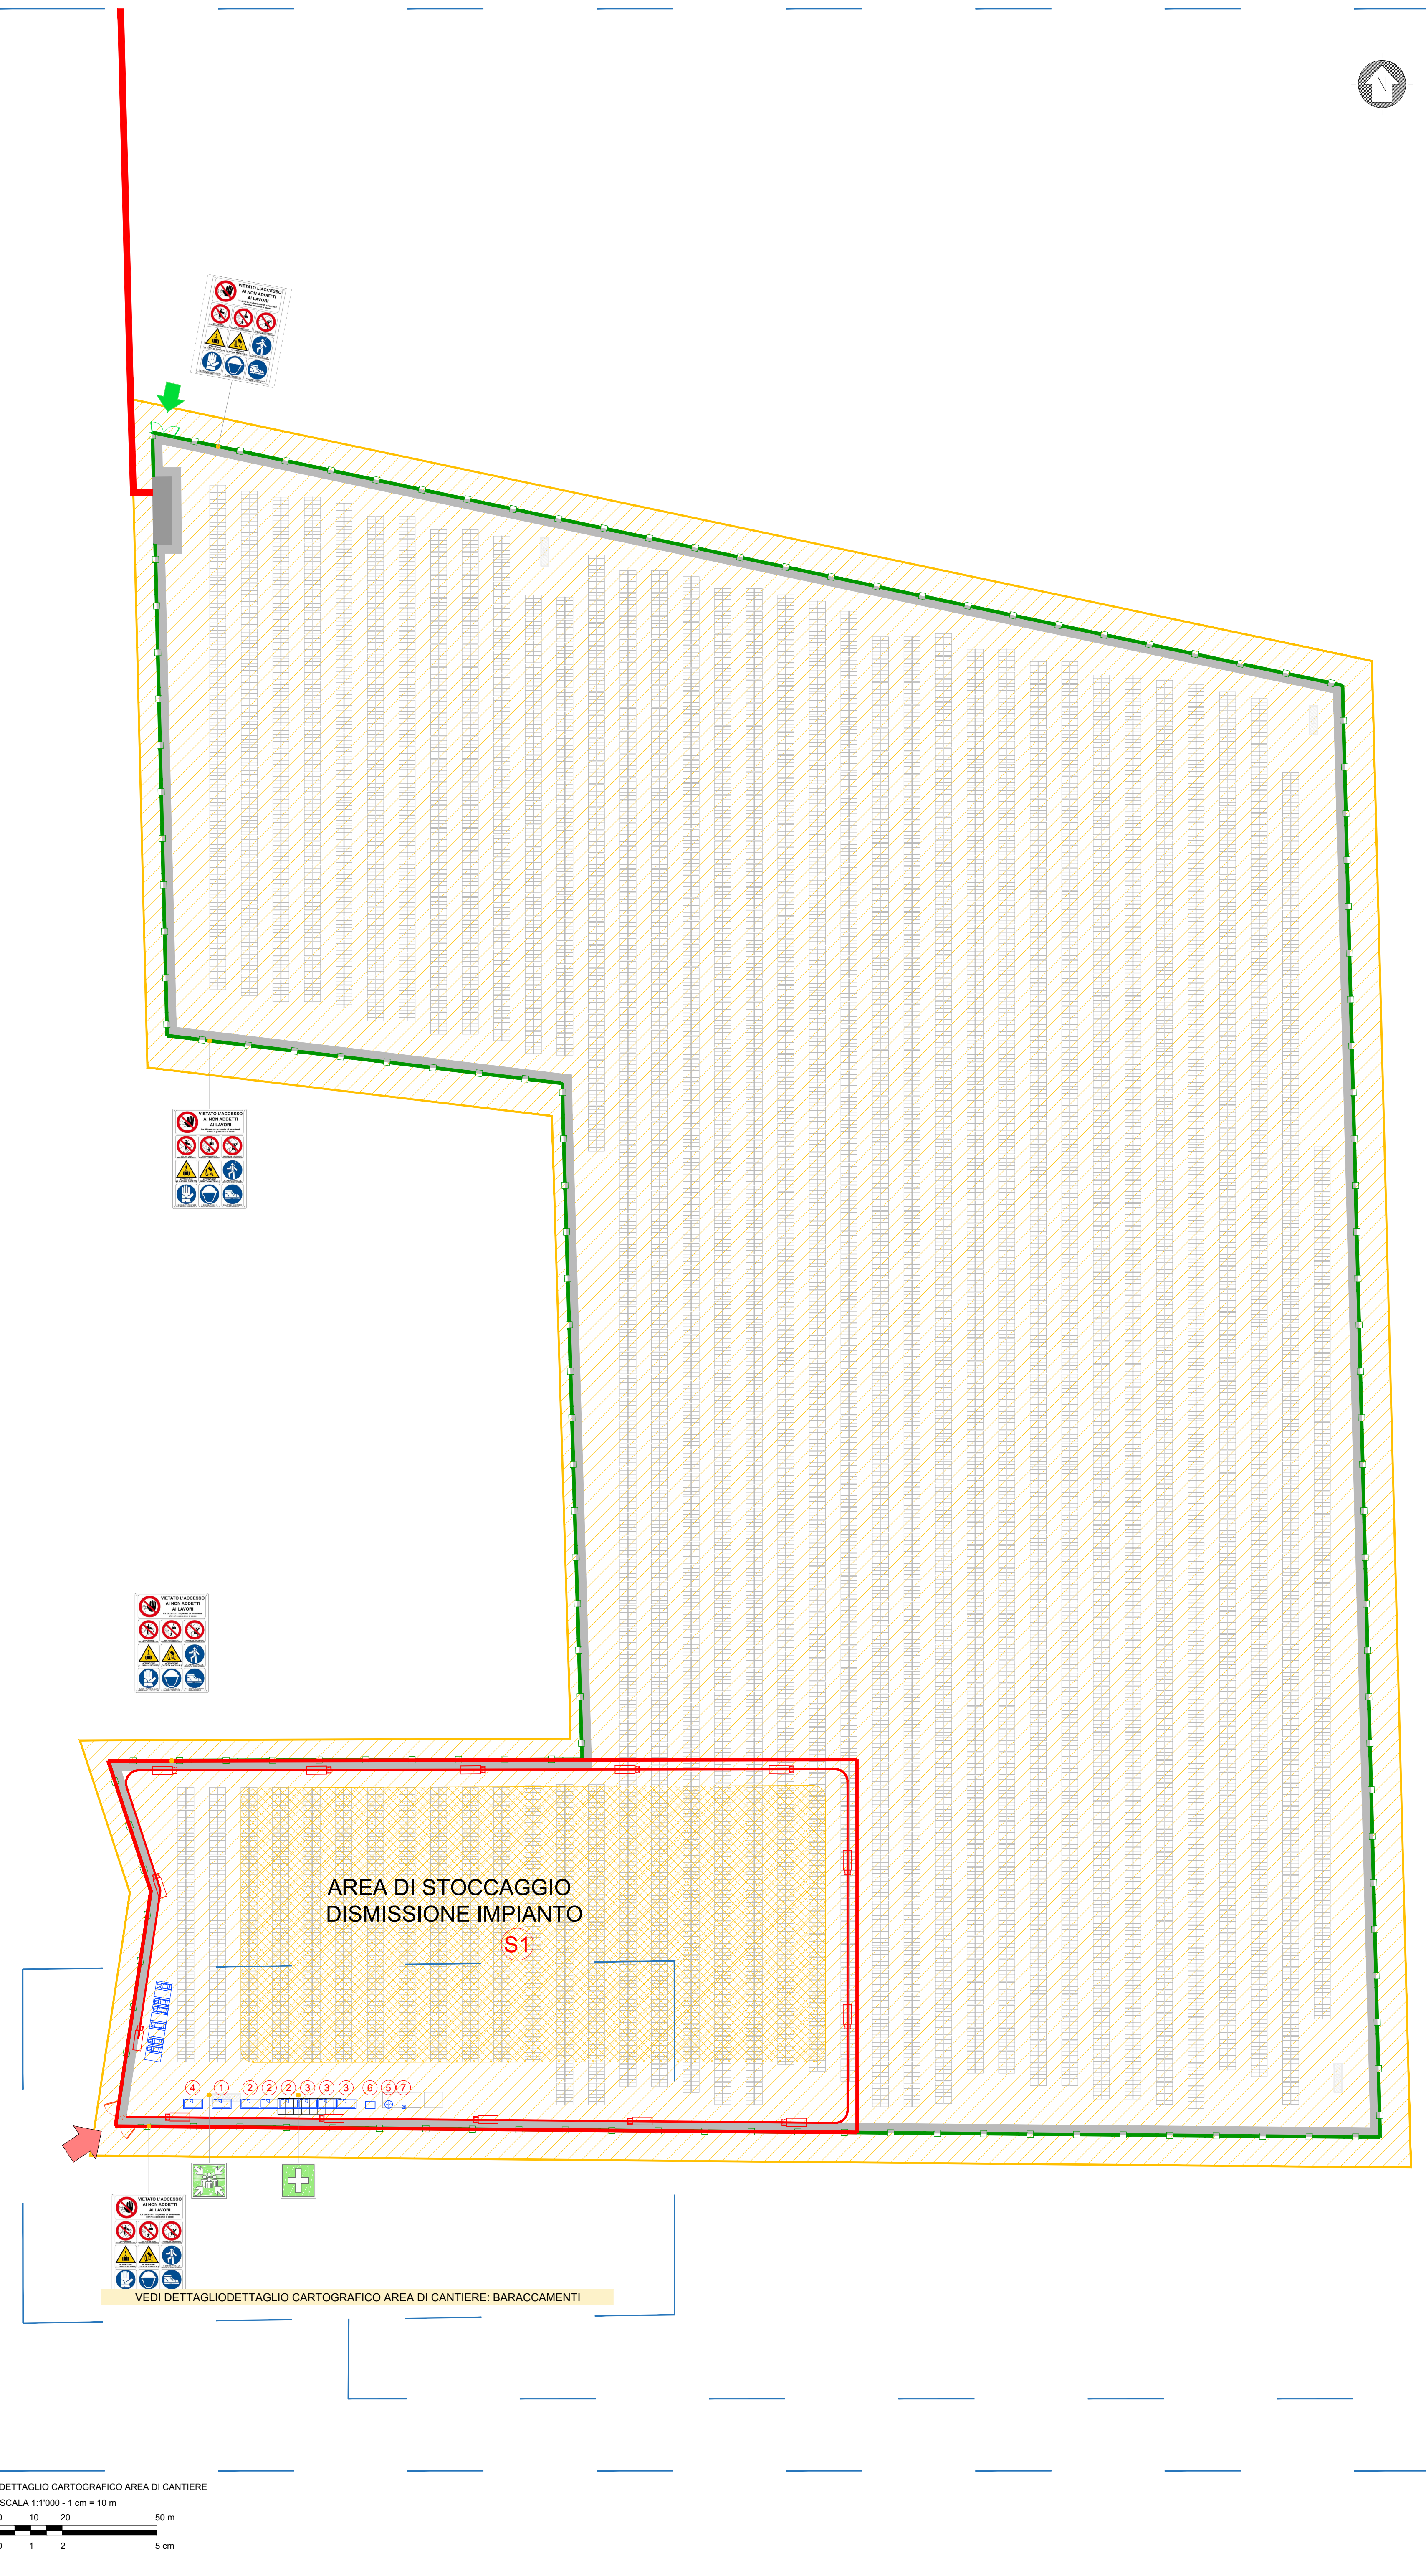 N
VIETATO L'ACCESSO
AI NON ADDETTI
AI LAVORI
VIETATO L'ACCESSO
AI NON ADDETTI
AI LAVORI
VIETATO L'ACCESSO
AI NON ADDETTI
AI LAVORI
AREA DI STOCCAGGIO
DISMISSIONE IMPIANTO
S1
4 1 2 2 2 3 3 3 6 5 7
VIETATO L'ACCESSO
AI NON ADDETTI
AI LAVORI
VEDI DETTAGLIODETTAGLIO CARTOGRAFICO AREA DI CANTIERE: BARACCAMENTI
DETTAGLIO CARTOGRAFICO AREA DI CANTIERE
SCALA 1:1'000 - 1 cm = 10 m
0 10 20 50 m
0 1 2 5 cm